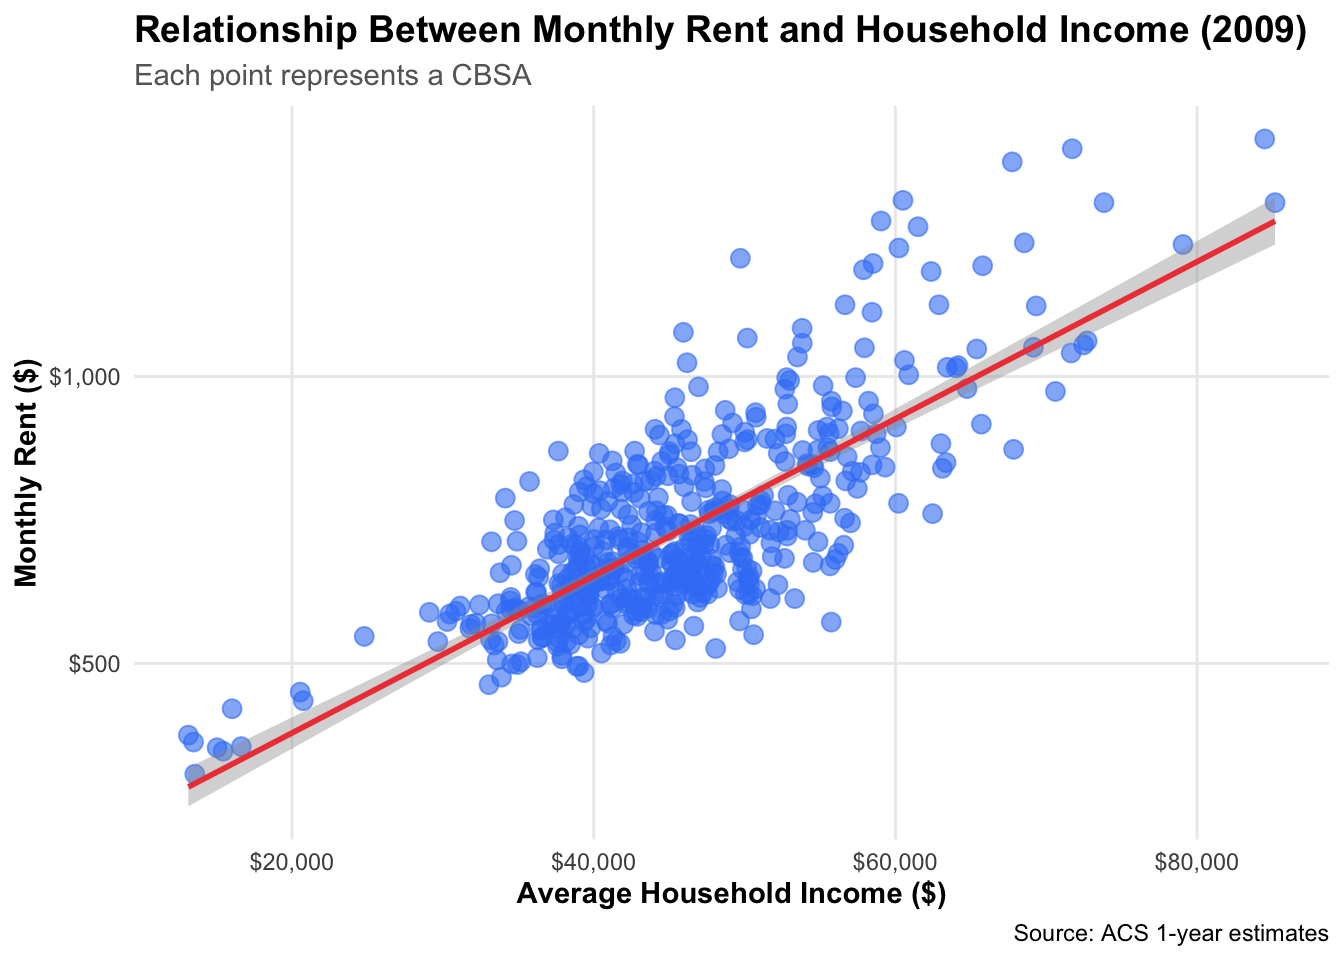 Relationship Between Monthly Rent and Household Income (2009)
Each point represents a CBSA
Monthly Rent ($)
$1,000
$500
$20,000
$40,000
$60,000
$80,000
Average Household Income ($)
Source: ACS 1-year estimates